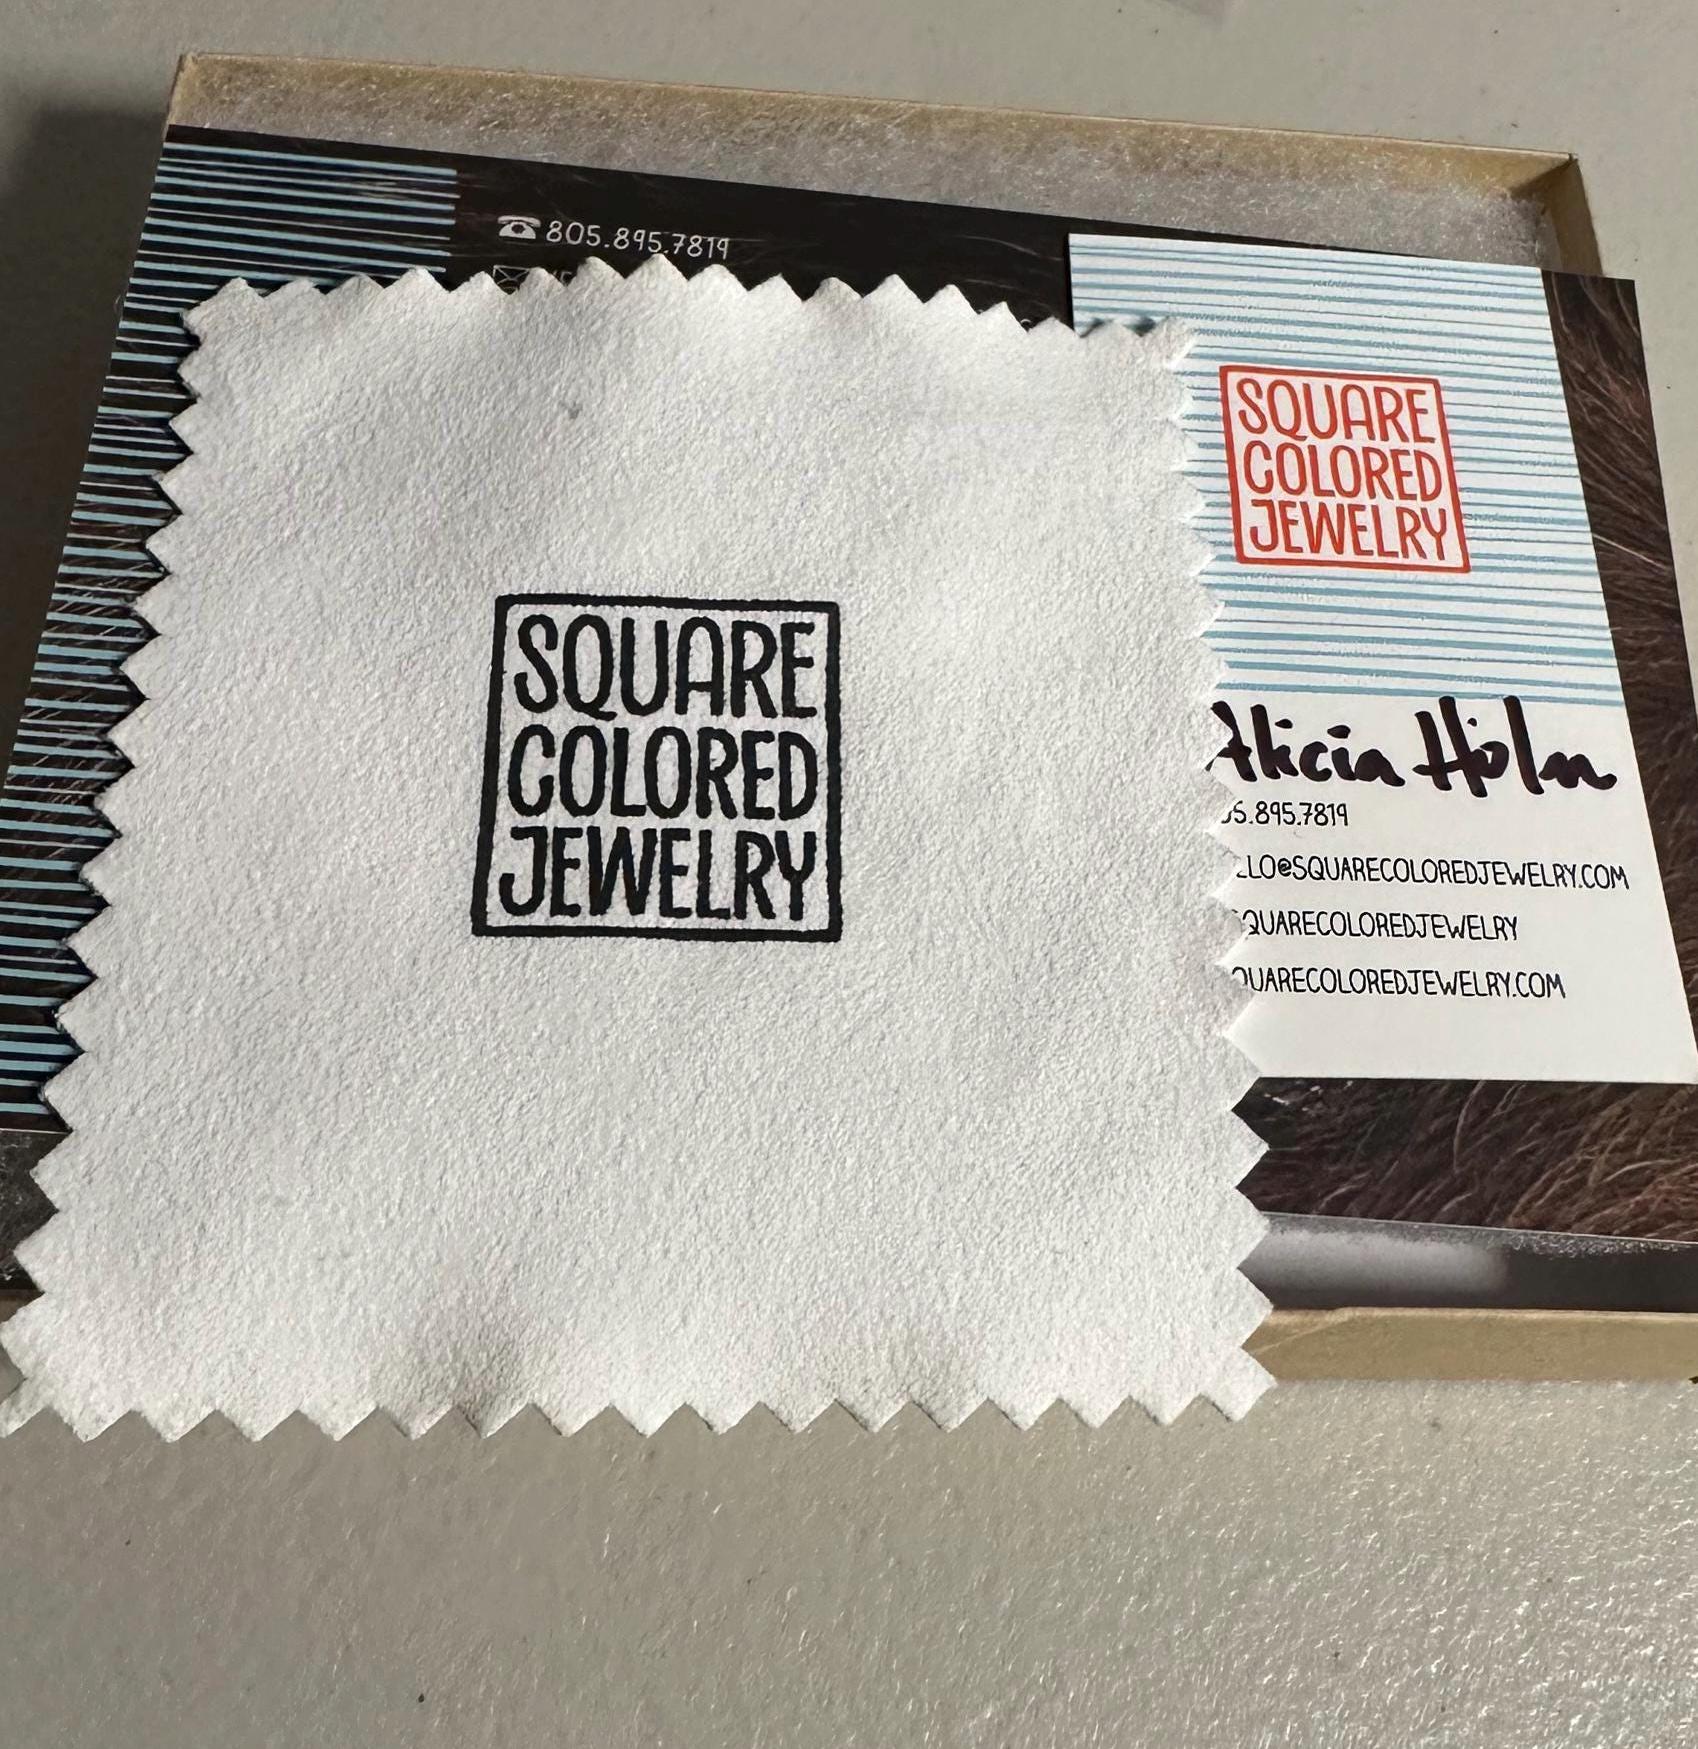 805.895.7819
SQUARE
COLORED
JEWELRY
SQUARE
COLORED
JEWELRY
Alicia Holm
5.895.7819
LLO@SQUARECOLOREDJEWELRY.COM
QUARECOLOREDJEWELRY
QUARECOLOREDJEWELRY.COM